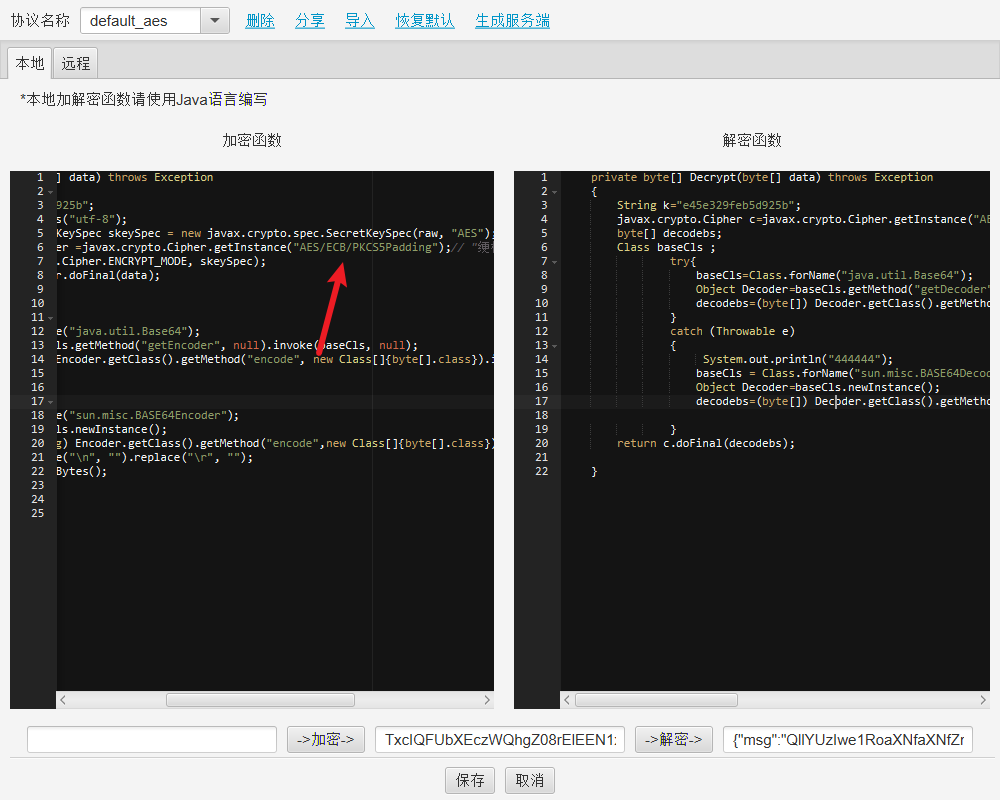 协议名称 default_aes 删除 分享 导入 恢复默认 生成服务端
本地 远程
*本地加解密函数请使用Java语言编写
加密函数 解密函数
1 ] data) throws Exception
2
3 925b";
4 s("utf-8");
5 KeySpec skeySpec = new javax.crypto.spec.SecretKeySpec(raw, "AES");
6 er =javax.crypto.Cipher.getInstance("AES/ECB/PKCS5Padding");// "
7 .Cipher.ENCRYPT_MODE, skeySpec);
8 r.doFinal(data);
9
10
11
12 e("java.util.Base64");
13 ls.getMethod("getEncoder", null).invoke(baseCls, null);
14 Encoder.getClass().getMethod("encode", new Class[]{byte[].class}).i
15
16
17
18 e("sun.misc.BASE64Encoder");
19 ls.newInstance();
20 g) Encoder.getClass().getMethod("encode",new Class[]{byte[].class})
21 e("\n", "").replace("\r", "");
22 Bytes();
23
24
25
1 private byte[] Decrypt(byte[] data) throws Exception
2 {
3 String k="e45e329feb5d925b";
4 javax.crypto.Cipher c=javax.crypto.Cipher.getInstance("AE
5 byte[] decodebs;
6 Class baseCls ;
7 try{
8 baseCls=Class.forName("java.util.Base64");
9 Object Decoder=baseCls.getMethod("getDecoder"
10 decodebs=(byte[]) Decoder.getClass().getMetho
11 }
12 catch (Throwable e)
13 {
14 System.out.println("444444");
15 baseCls = Class.forName("sun.misc.BASE64Decod
16 Object Decoder=baseCls.newInstance();
17 decodebs=(byte[]) Decoder.getClass().getMetho
18
19 }
20 return c.doFinal(decodebs);
21
22 }
->加密-> TxcIQFUbXEczWQhgZ08rEIEEN1: ->解密-> {"msg":"QllYUzIwe1RoaXNfaXNfZr
保存 取消